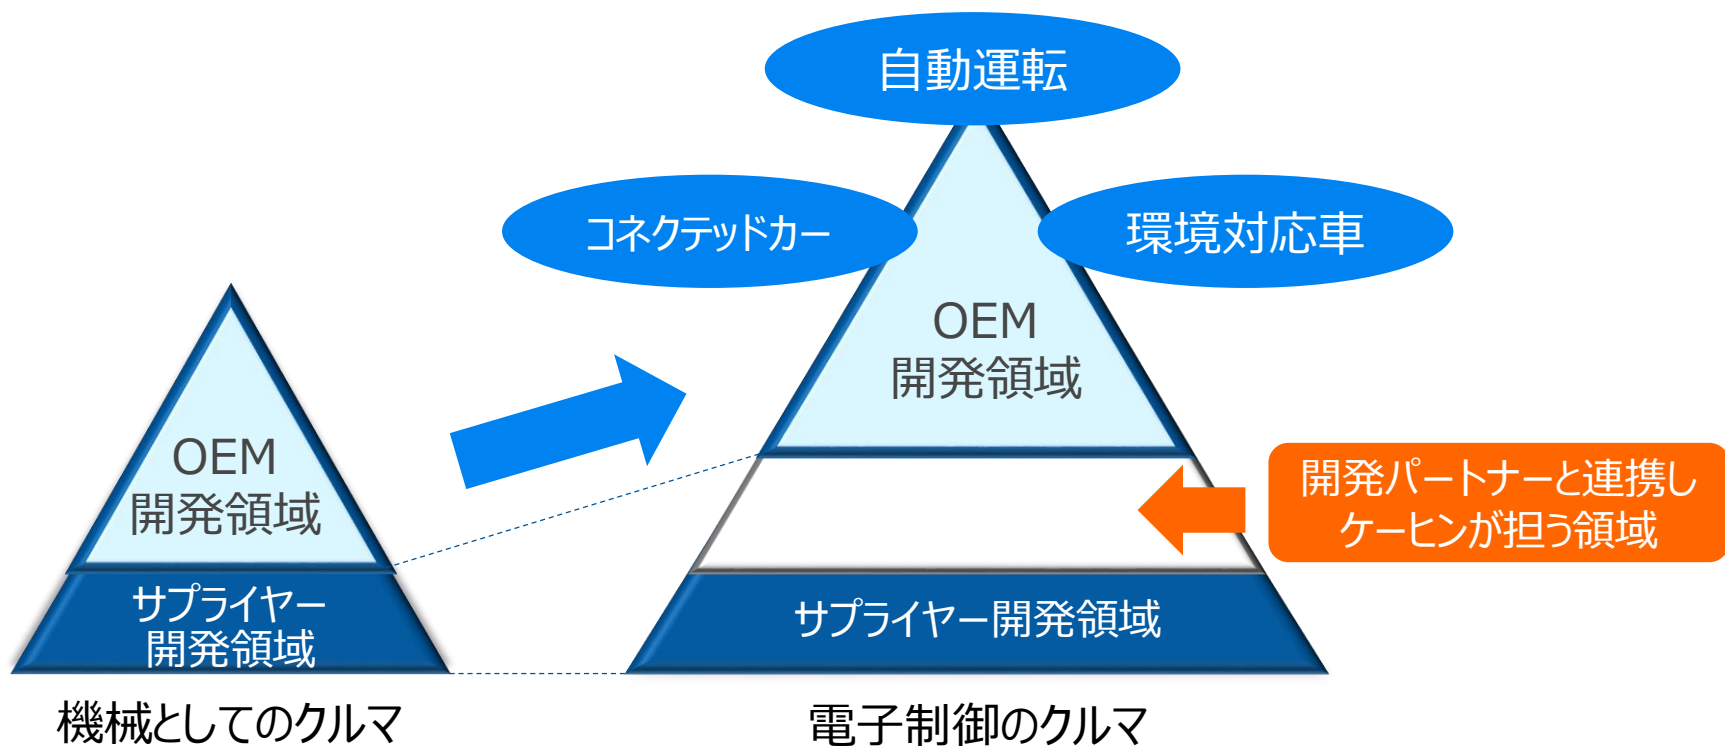 自動運転
コネクテッドカー
環境対応車
OEM
開発領域
OEM
開発領域
開発パートナーと連携し
ケーヒンが担う領域
サプライヤー
開発領域
サプライヤー開発領域
機械としてのクルマ
電子制御のクルマ